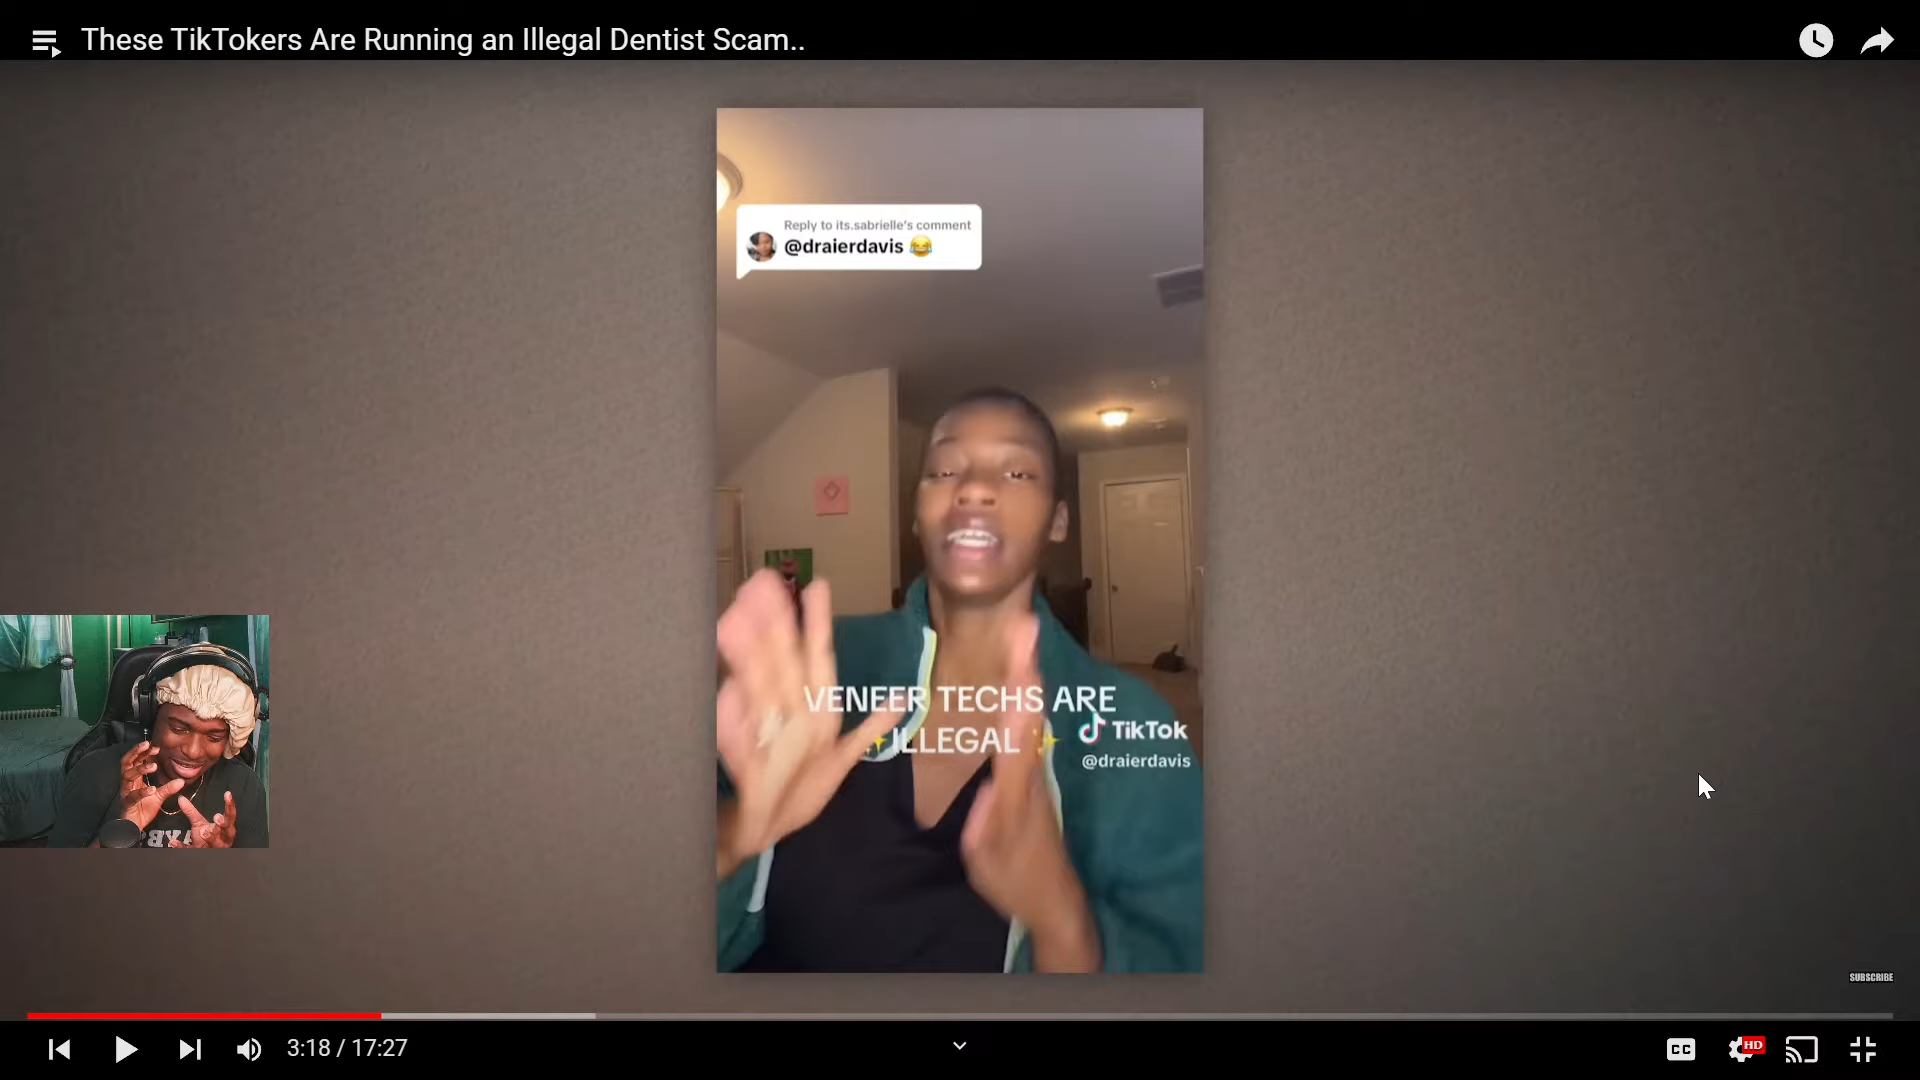 These TikTokers Are Running an Illegal Dentist Scam..
Reply to its.sabrielle's comment
@draierdavis 😂
VENEER TECHS ARE
✨ILLEGAL✨
TikTok
@draierdavis
SUBSCRIBE
3:18 / 17:27
CC
HD